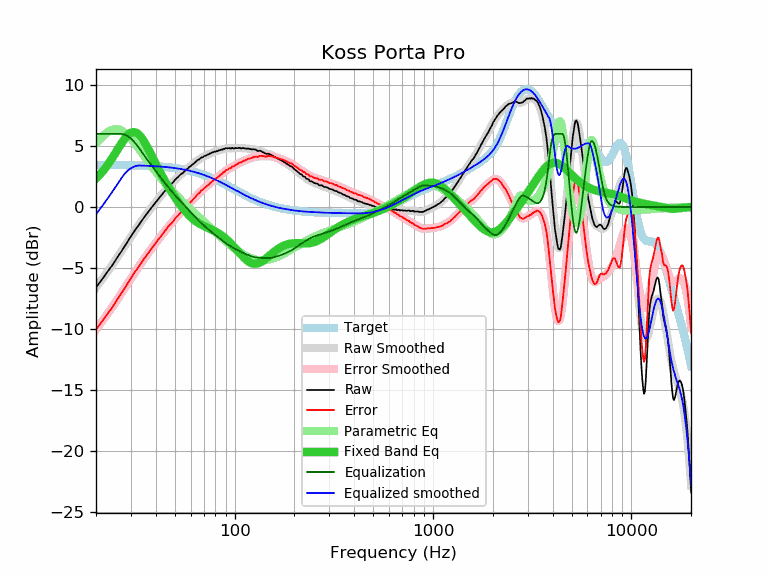 Koss Porta Pro
10
5
0
−5
−10
−15
−20
−25
Amplitude (dBr)
Target
Raw Smoothed
Error Smoothed
Raw
Error
Parametric Eq
Fixed Band Eq
Equalization
Equalized smoothed
100
1000
10000
Frequency (Hz)